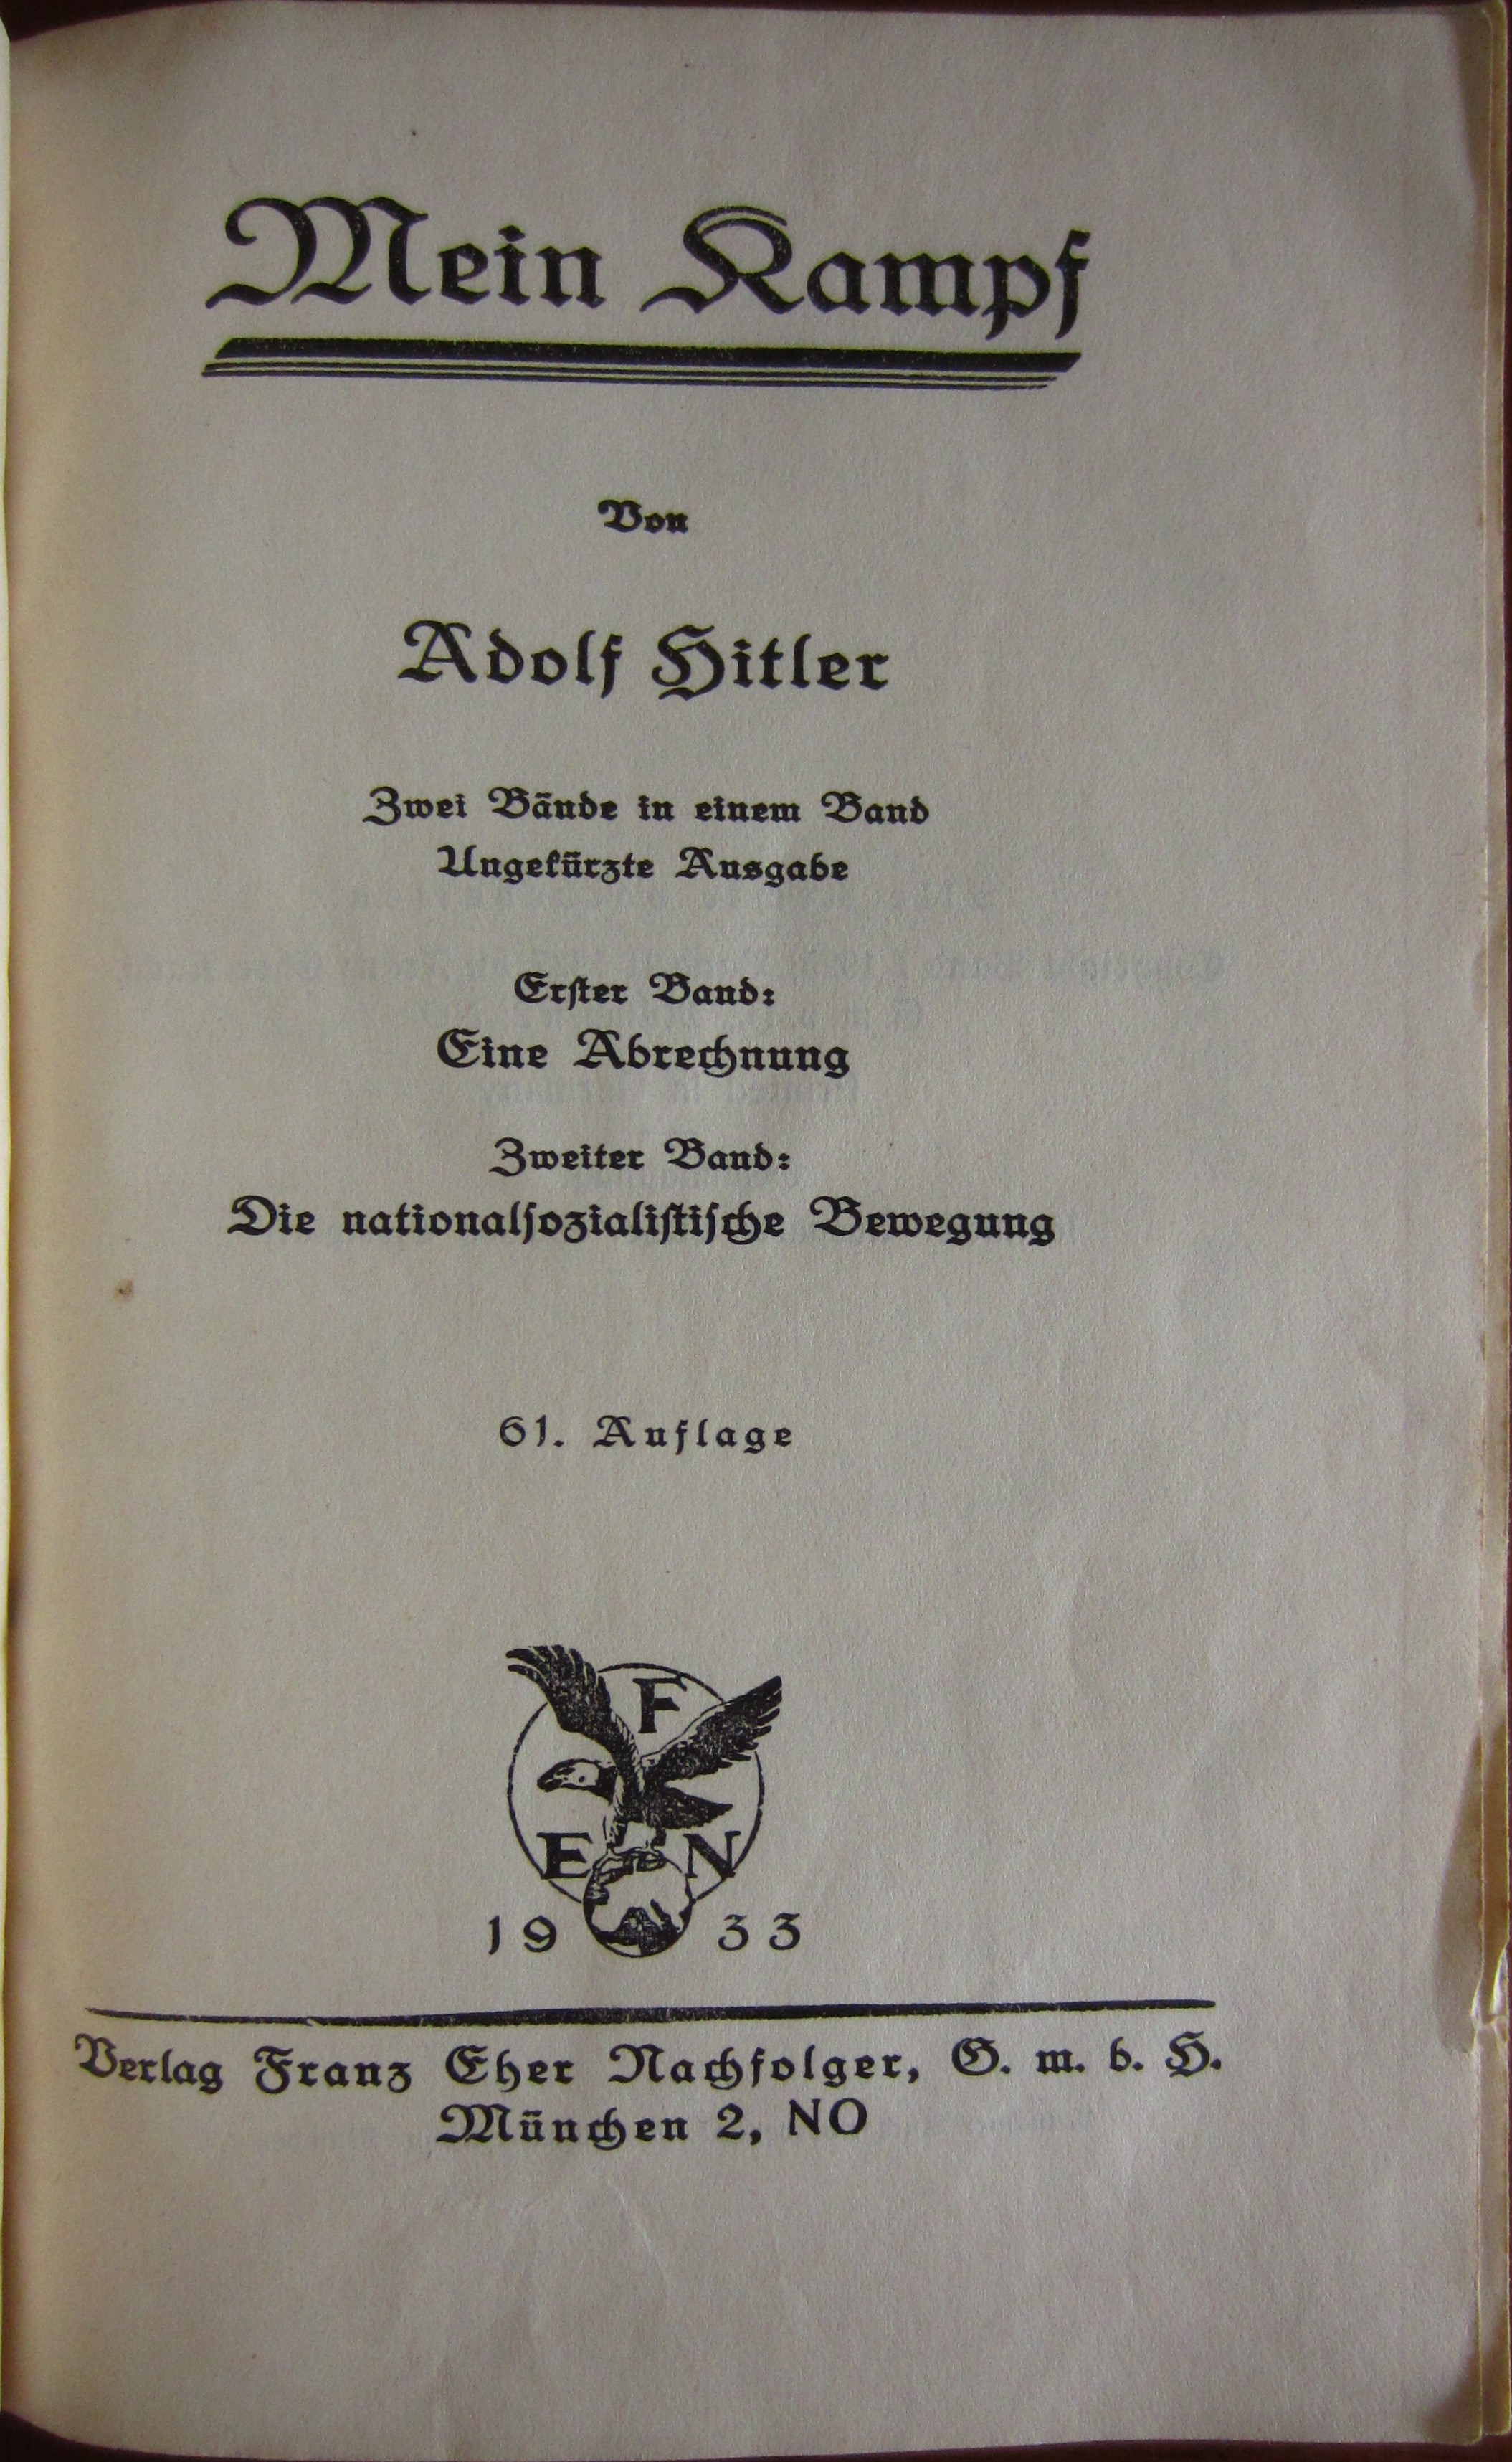 Mein Kampf
Von
Adolf Hitler
Zwei Bände in einem Band
Ungekürzte Ausgabe
Erster Band:
Eine Abrechnung
Zweiter Band:
Die nationalsozialistische Bewegung
61. Auflage
F
E N
19 33
Verlag Franz Eher Nachfolger, G. m. b. H.
München 2, NO